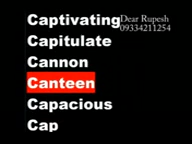 Captivating
Dear Rupesh
09334211254
Capitulate
Cannon
Canteen
Capacious
Cap